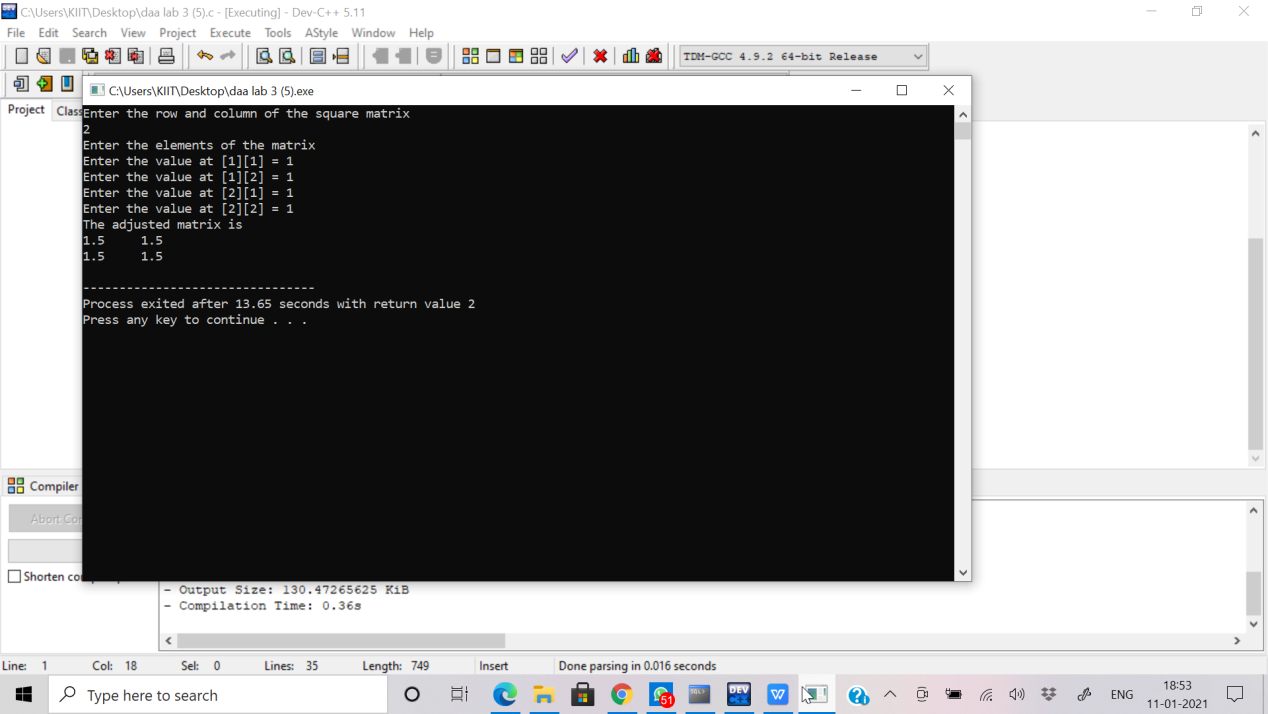 C:\Users\KIIT\Desktop\daa lab 3 (5).c - [Executing] - Dev-C++ 5.11
File Edit Search View Project Execute Tools AStyle Window Help
TDM-GCC 4.9.2 64-bit Release
C:\Users\KIIT\Desktop\daa lab 3 (5).exe
Project Class
Enter the row and column of the square matrix
2
Enter the elements of the matrix
Enter the value at [1][1] = 1
Enter the value at [1][2] = 1
Enter the value at [2][1] = 1
Enter the value at [2][2] = 1
The adjusted matrix is
1.5 1.5
1.5 1.5
--------------------------------
Process exited after 13.65 seconds with return value 2
Press any key to continue . . .
Compiler
Abort Co
Shorten co
- Output Size: 130.47265625 KiB
- Compilation Time: 0.36s
Line: 1 Col: 18 Sel: 0 Lines: 35 Length: 749 Insert Done parsing in 0.016 seconds
Type here to search
51
DEV
W
ENG
18:53
11-01-2021